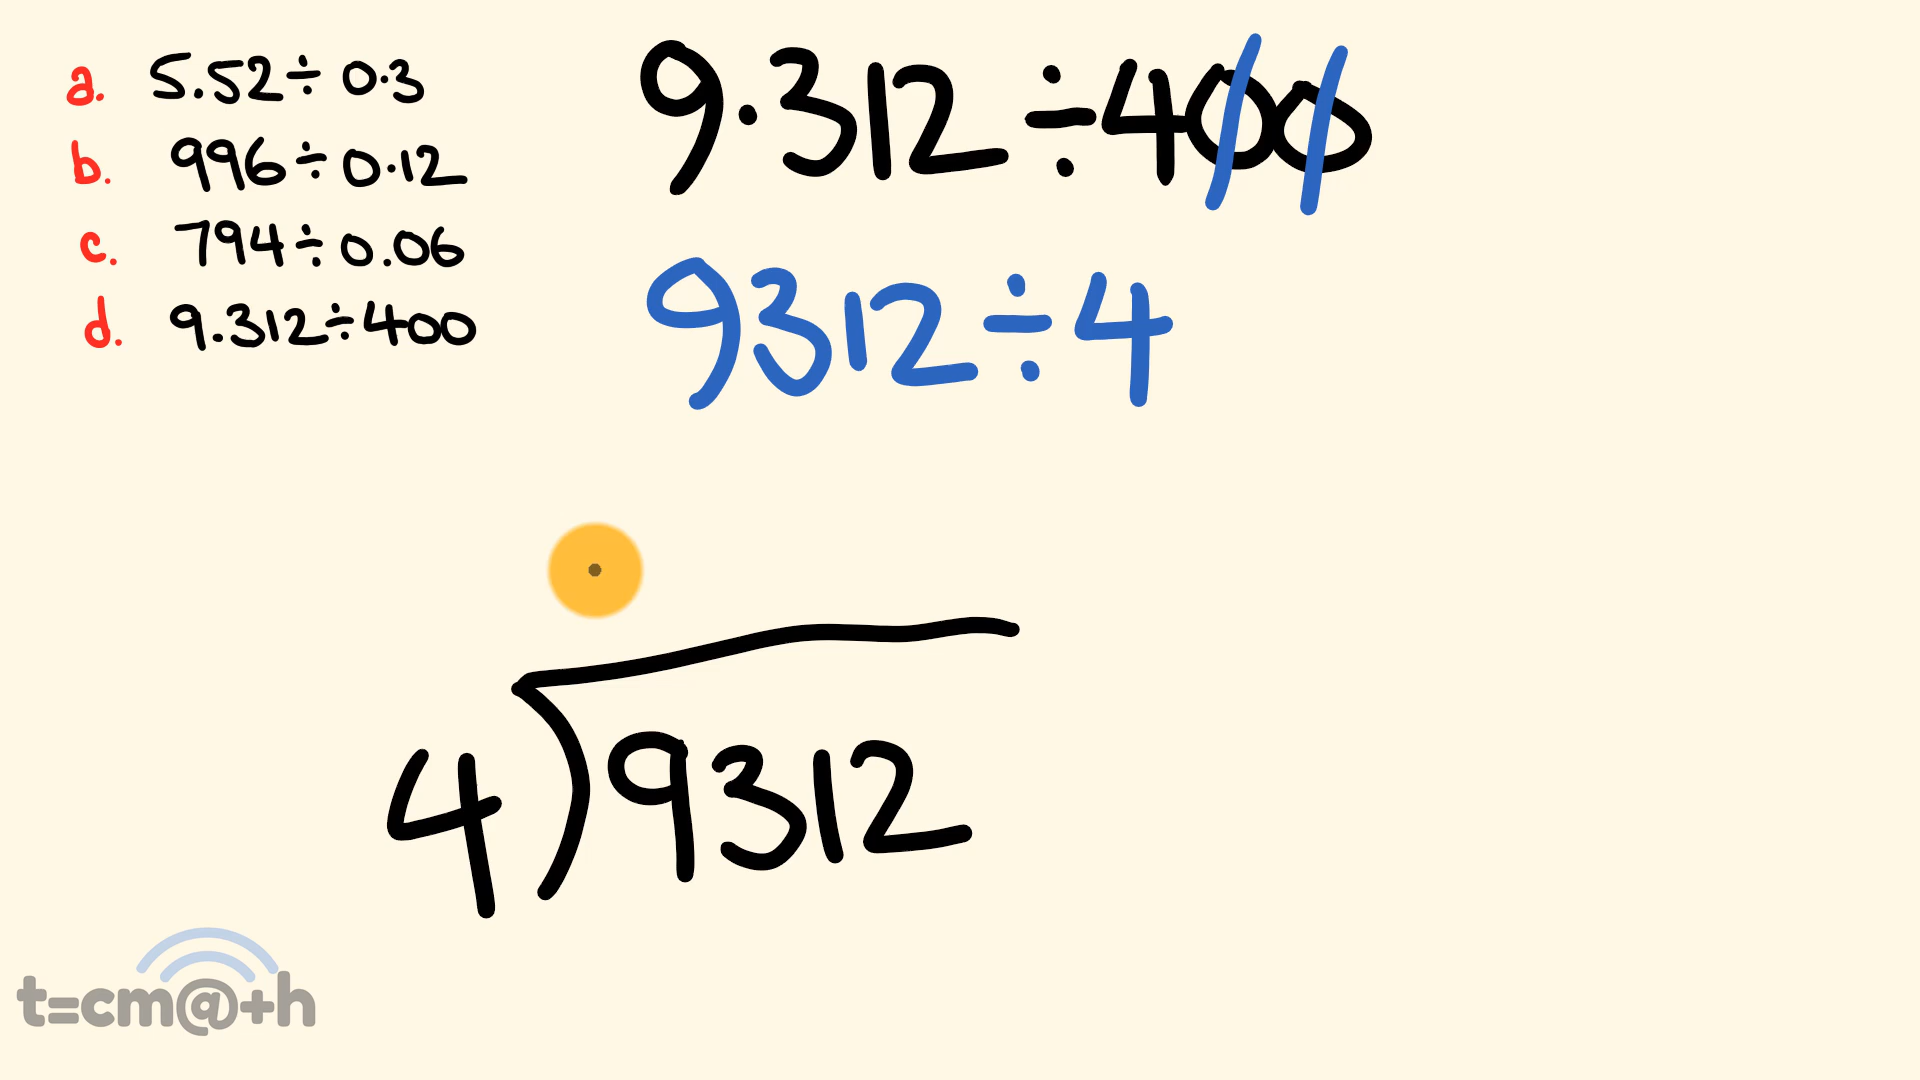 a. 5.52÷0.3
b. 996÷0.12
c. 794÷0.06
d. 9.312÷400
9.312÷400
9312÷4
4)9312
t=cm@+h